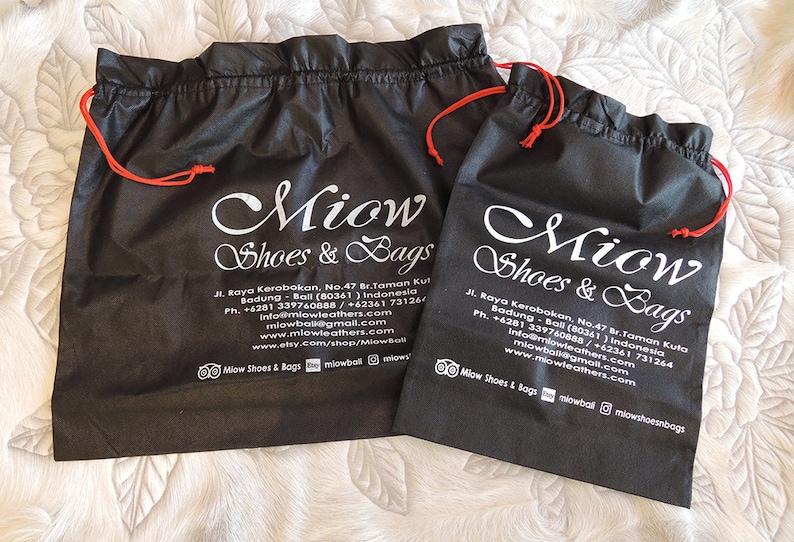 Miow
Shoes & Bags
Jl. Raya Kerobokan, No.47 Br.Taman Kuta
Badung - Bali (80361 ) Indonesia
Ph. +6281 339760888 / +62361 731264
info@miowleathers.com
miowbali@gmail.com
www.miowleathers.com
www.etsy.com/shop/MiowBali
Miow Shoes & Bags Etsy miowbali miowsh
Miow
Shoes & Bags
Jl. Raya Kerobokan, No.47 Br.Taman Kuta
Badung - Bali (80361 ) Indonesia
Ph. +6281 339760888 / +62361 731264
info@miowleathers.com
miowbali@gmail.com
www.miowleathers.com
Miow Shoes & Bags Etsy miowbali miowshoesnbags